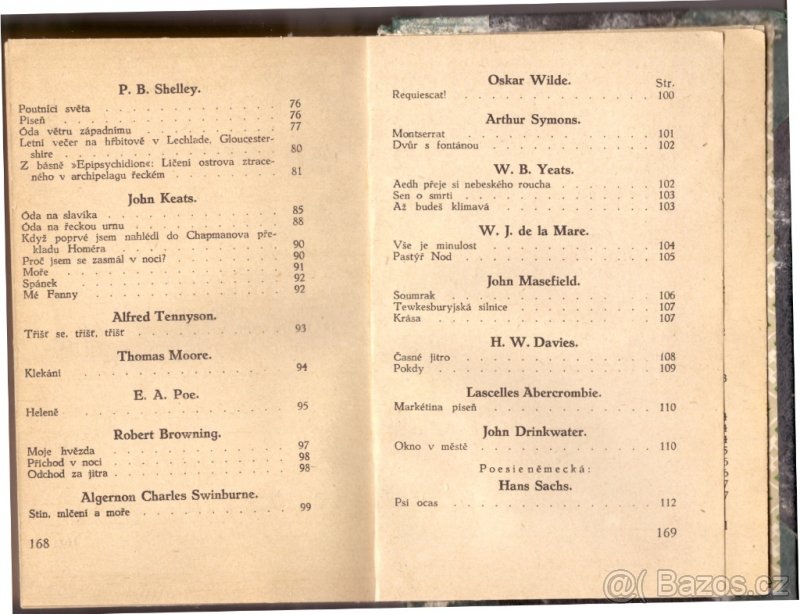 P. B. Shelley.
Poutníci světa 76
Píseň 76
Óda větru západnímu 77
Letní večer na hřbitově v Lechlade, Gloucester-
shire 80
Z básně »Epipsychidion«: Líčení ostrova ztrace-
ného v archipelagu řeckém 81
John Keats.
Óda na slavíka 85
Óda na řeckou urnu 88
Když poprvé jsem nahlédl do Chapmanova pře-
kladu Homéra 90
Proč jsem se zasmál v noci? 90
Moře 91
Spánek 92
Mé Fanny 92
Alfred Tennyson.
Tříšť se, tříšť, tříšť 93
Thomas Moore.
Klekání 94
E. A. Poe.
Heleně 95
Robert Browning.
Moje hvězda 97
Příchod v noci 98
Odchod za jitra 98
Algernon Charles Swinburne.
Stín, mlčení a moře 99
168
Oskar Wilde.
Str.
Requiescat! 100
Arthur Symons.
Montserrat 101
Dvůr s fontánou 102
W. B. Yeats.
Aedh přeje si nebeského roucha 102
Sen o smrti 103
Až budeš klímavá 103
W. J. de la Mare.
Vše je minulost 104
Pastýř Nod 105
John Masefield.
Soumrak 106
Tewkesburyjská silnice 107
Krása 107
H. W. Davies.
Časné jitro 108
Pokdy 109
Lascelles Abercrombie.
Markétina píseň 110
John Drinkwater.
Okno v městě 110
Poesie německá:
Hans Sachs.
Psí ocas 112
169
@( Bazos.cz